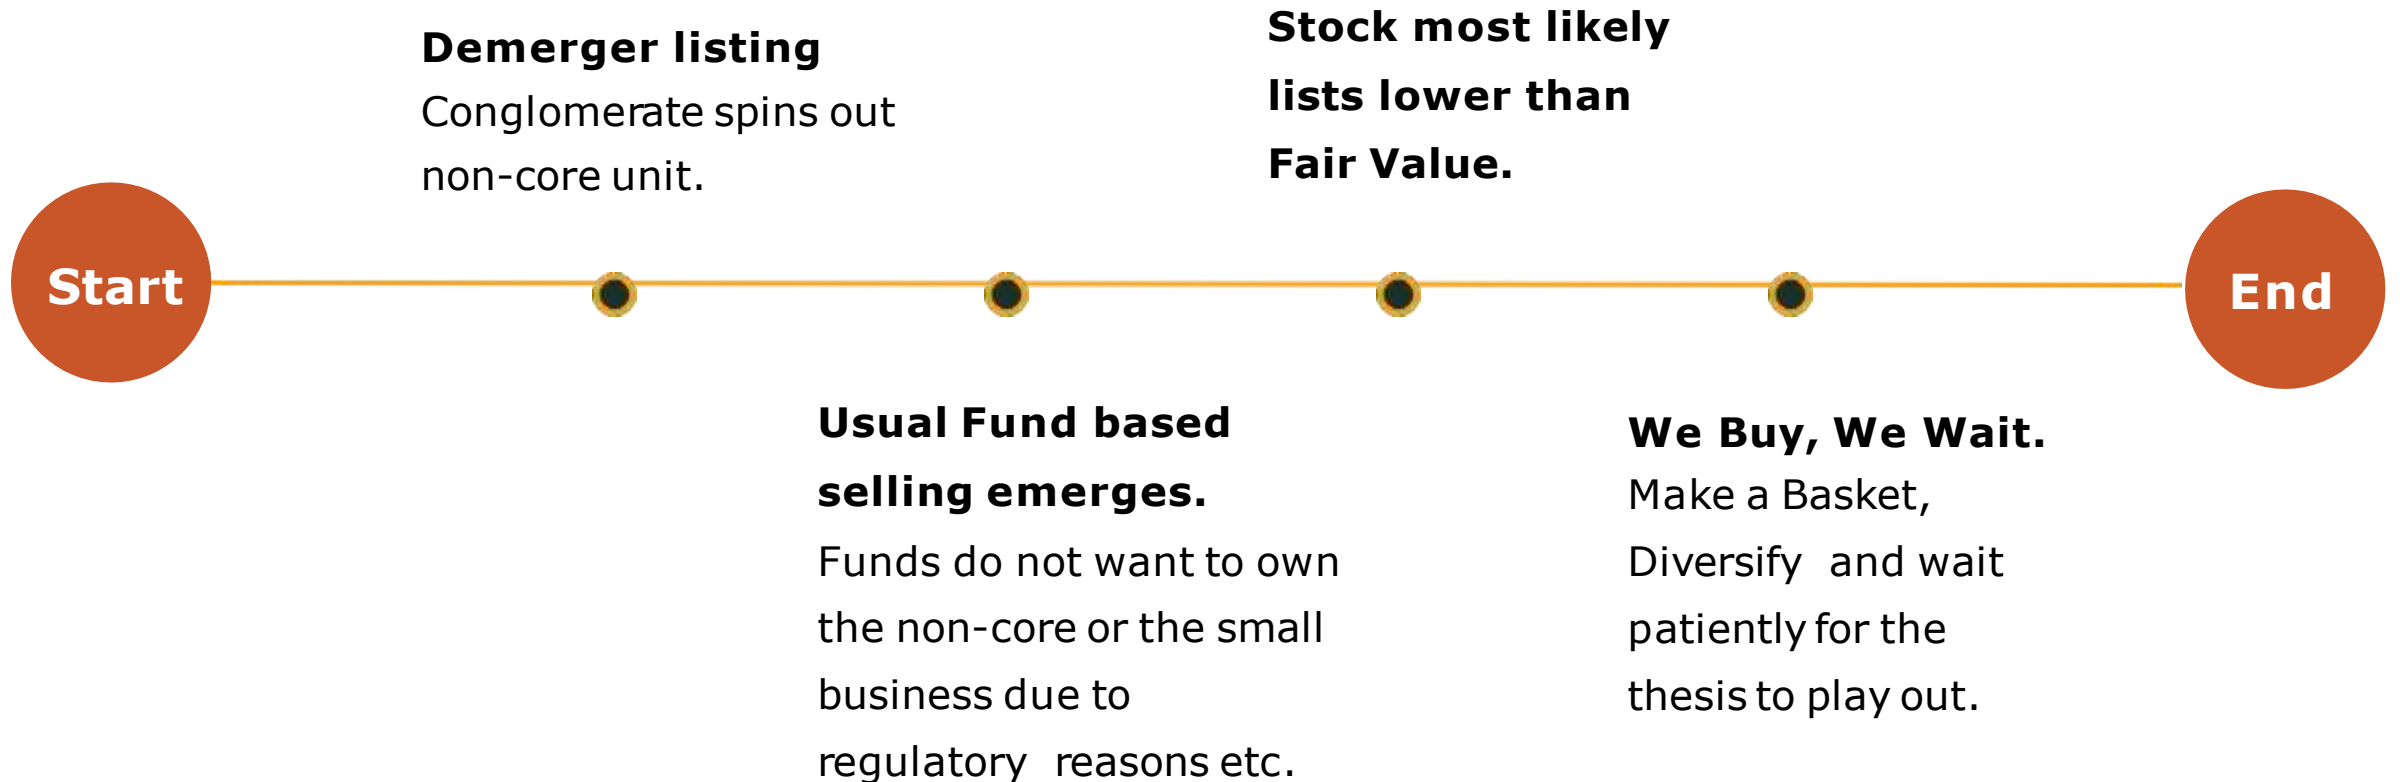 Start
Demerger listing
Conglomerate spins out
non-core unit.
Usual Fund based
selling emerges.
Funds do not want to own
the non-core or the small
business due to
regulatory reasons etc.
Stock most likely
lists lower than
Fair Value.
We Buy, We Wait.
Make a Basket,
Diversify and wait
patiently for the
thesis to play out.
End